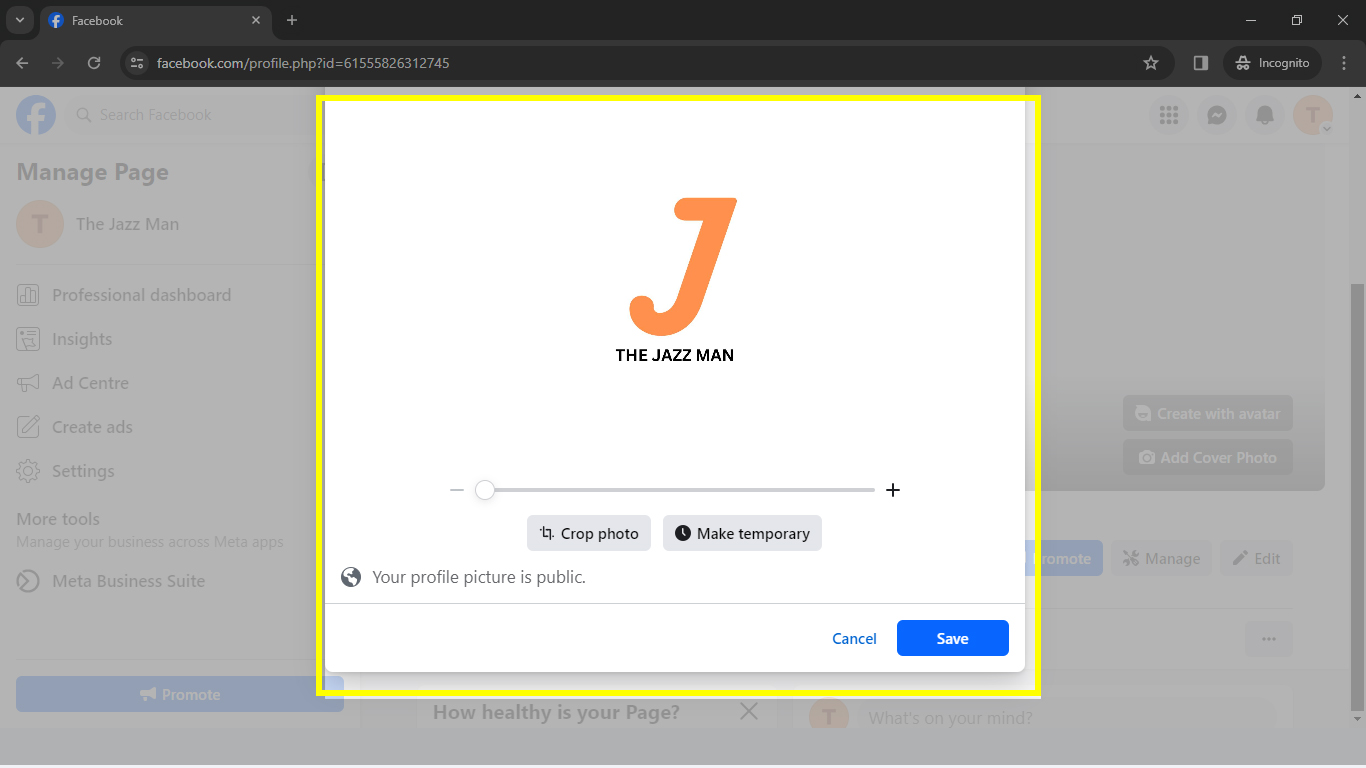 Facebook
facebook.com/profile.php?id=61555826312745
Incognito
Search Facebook
T
Manage Page
T
The Jazz Man
Professional dashboard
Insights
Ad Centre
Create ads
Settings
More tools
Manage your business across Meta apps
Meta Business Suite
Promote
J
THE JAZZ MAN
Crop photo
Make temporary
Your profile picture is public.
Cancel
Save
Create with avatar
Add Cover Photo
romote
Manage
Edit
How healthy is your Page?
T
What's on your mind?